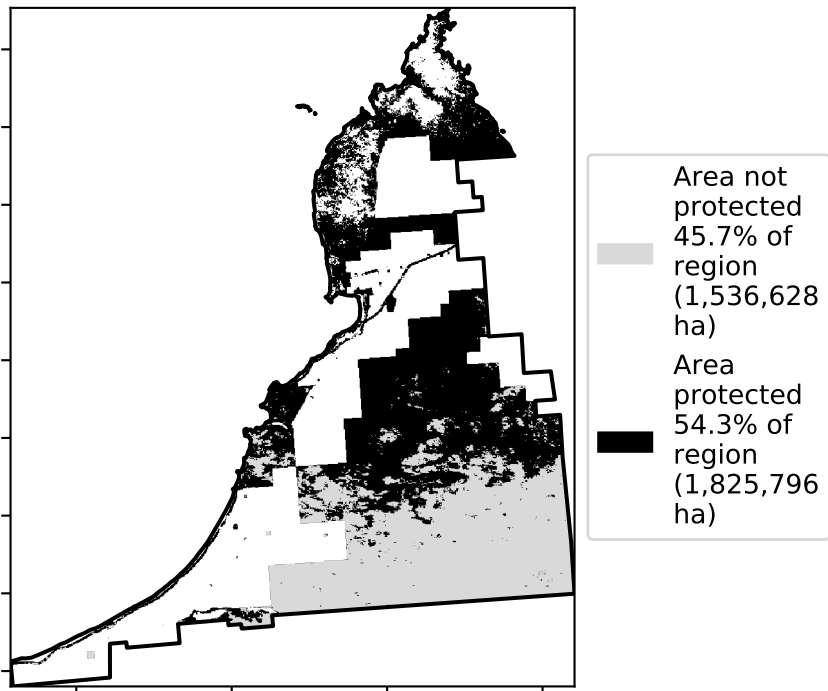 Area not
protected
45.7% of
region
(1,536,628
ha)
Area
protected
54.3% of
region
(1,825,796
ha)